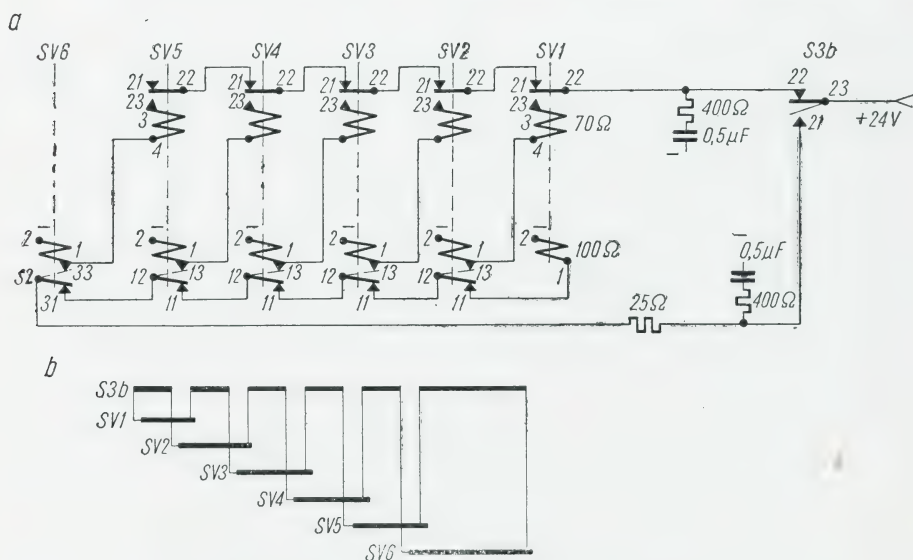 a
SV6 SV5 SV4 SV3 SV2 SV1 S3b
21 22 21 22 21 22 21 22 21 22 22
23 23 23 23 23 400Ω 23
3 3 70Ω +24V
4 4 0,5μF 21
2 2 2 2 2 2 100Ω
1 1 1 1 1 1
33 13 13 13 13 0,5μF
S2 12 12 12 12
31 11 11 11 11 400Ω
25Ω
b
S3b
SV1
SV2
SV3
SV4
SV5
SV6